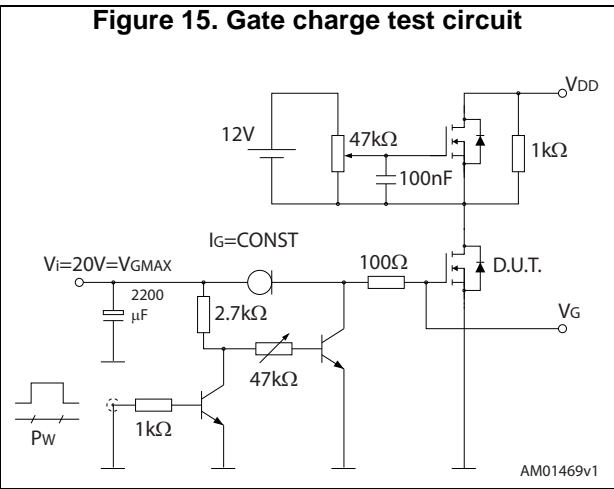 Figure 15. Gate charge test circuit
VDD
12V
47kΩ
1kΩ
100nF
IG=CONST
Vi=20V=VGMAX
100Ω
D.U.T.
2200
μF
2.7kΩ
VG
47kΩ
1kΩ
PW
AM01469v1